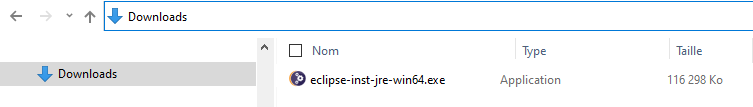 Downloads
Nom Type Taille
Downloads
eclipse-inst-jre-win64.exe Application 116 298 Ko